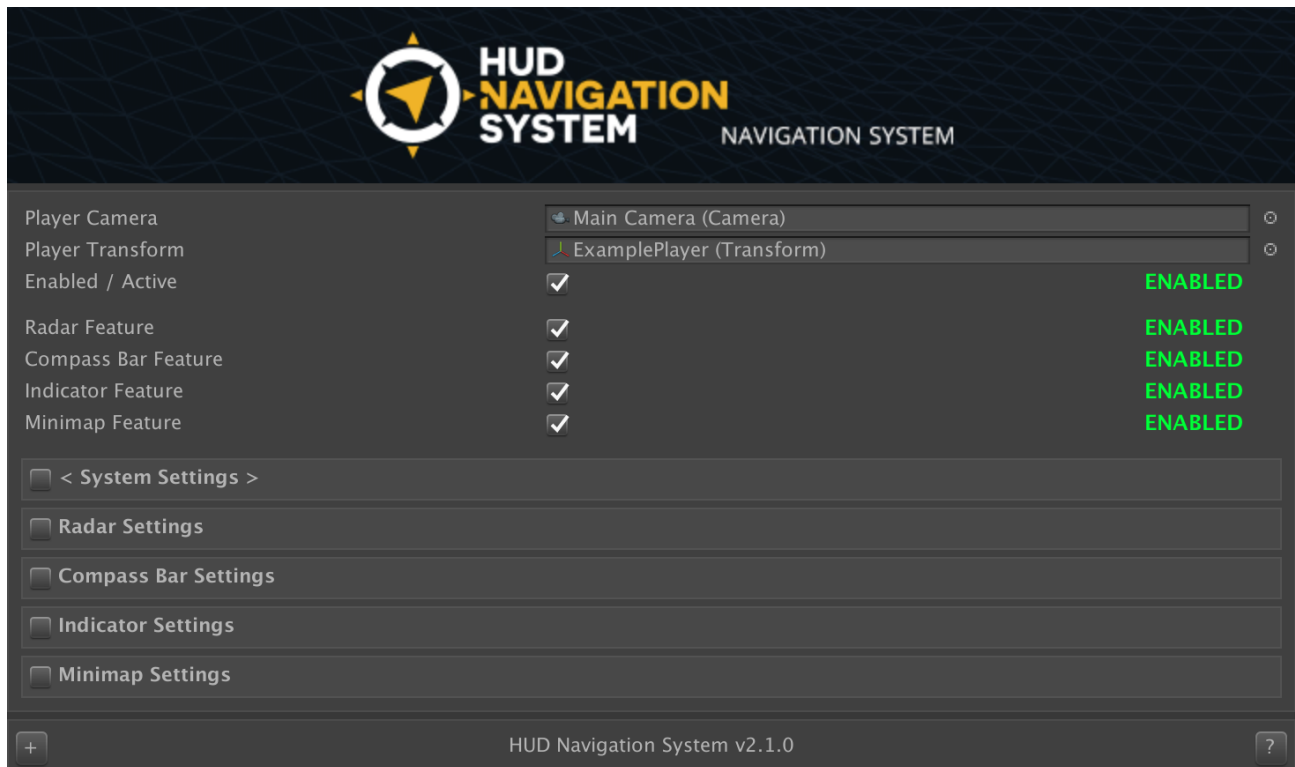 HUD
NAVIGATION
SYSTEM
NAVIGATION SYSTEM
Player Camera Main Camera (Camera)
Player Transform ExamplePlayer (Transform)
Enabled / Active ENABLED
Radar Feature ENABLED
Compass Bar Feature ENABLED
Indicator Feature ENABLED
Minimap Feature ENABLED
< System Settings >
Radar Settings
Compass Bar Settings
Indicator Settings
Minimap Settings
+ HUD Navigation System v2.1.0 ?